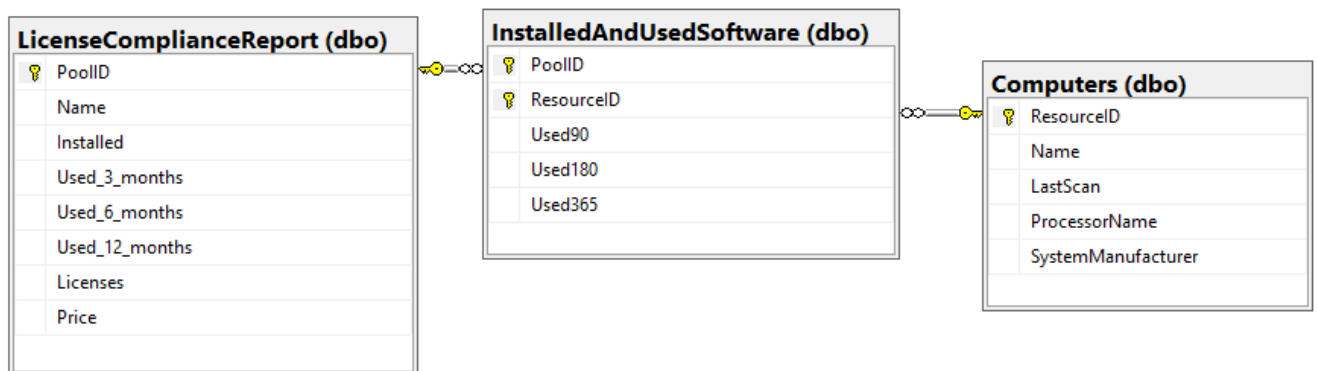 LicenseComplianceReport (dbo)
PoolID
Name
Installed
Used_3_months
Used_6_months
Used_12_months
Licenses
Price
InstalledAndUsedSoftware (dbo)
PoolID
ResourceID
Used90
Used180
Used365
Computers (dbo)
ResourceID
Name
LastScan
ProcessorName
SystemManufacturer